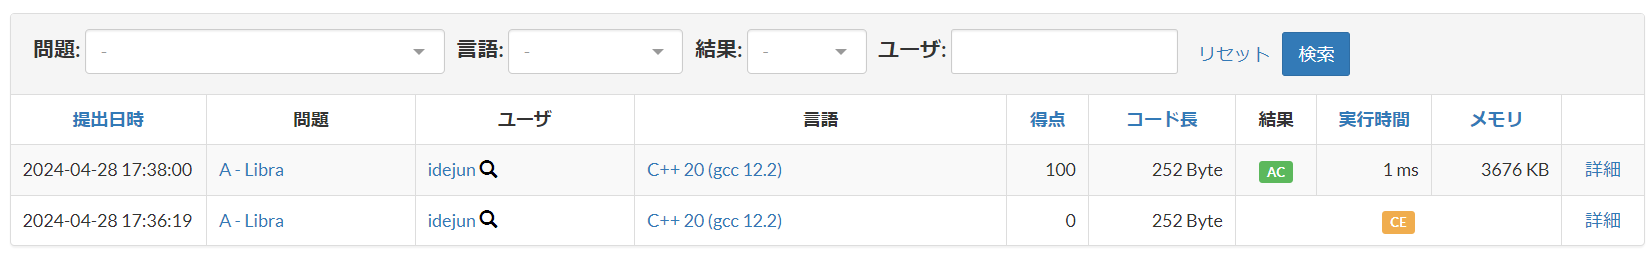 問題: - 言語: - 結果: - ユーザ: リセット 検索
提出日時 問題 ユーザ 言語 得点 コード長 結果 実行時間 メモリ
2024-04-28 17:38:00 A - Libra idejun C++ 20 (gcc 12.2) 100 252 Byte AC 1 ms 3676 KB 詳細
2024-04-28 17:36:19 A - Libra idejun C++ 20 (gcc 12.2) 0 252 Byte CE 詳細